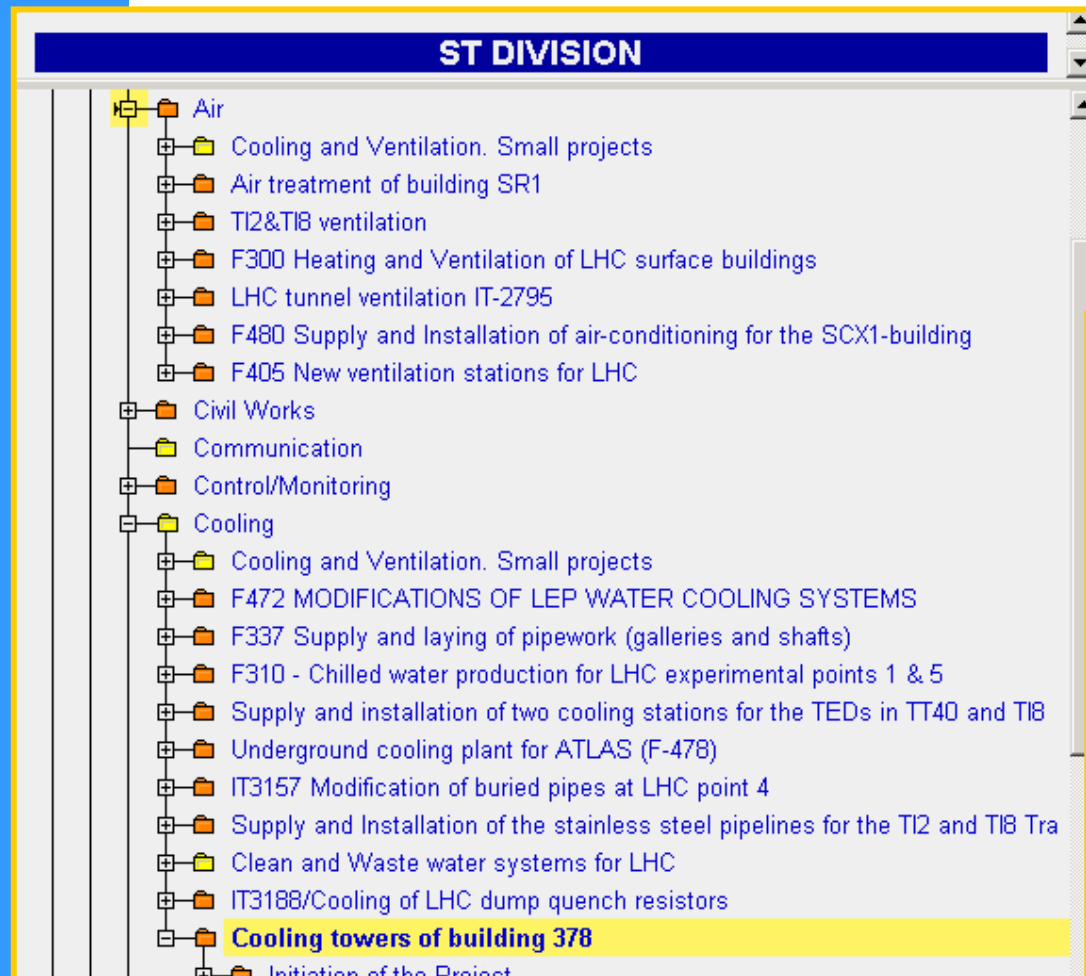 ST DIVISION
Air
Cooling and Ventilation. Small projects
Air treatment of building SR1
TI2&TI8 ventilation
F300 Heating and Ventilation of LHC surface buildings
LHC tunnel ventilation IT-2795
F480 Supply and Installation of air-conditioning for the SCX1-building
F405 New ventilation stations for LHC
Civil Works
Communication
Control/Monitoring
Cooling
Cooling and Ventilation. Small projects
F472 MODIFICATIONS OF LEP WATER COOLING SYSTEMS
F337 Supply and laying of pipework (galleries and shafts)
F310 - Chilled water production for LHC experimental points 1 & 5
Supply and installation of two cooling stations for the TEDs in TT40 and TI8
Underground cooling plant for ATLAS (F-478)
IT3157 Modification of buried pipes at LHC point 4
Supply and Installation of the stainless steel pipelines for the TI2 and TI8 Tra
Clean and Waste water systems for LHC
IT3188/Cooling of LHC dump quench resistors
Cooling towers of building 378
Initiation of the Project